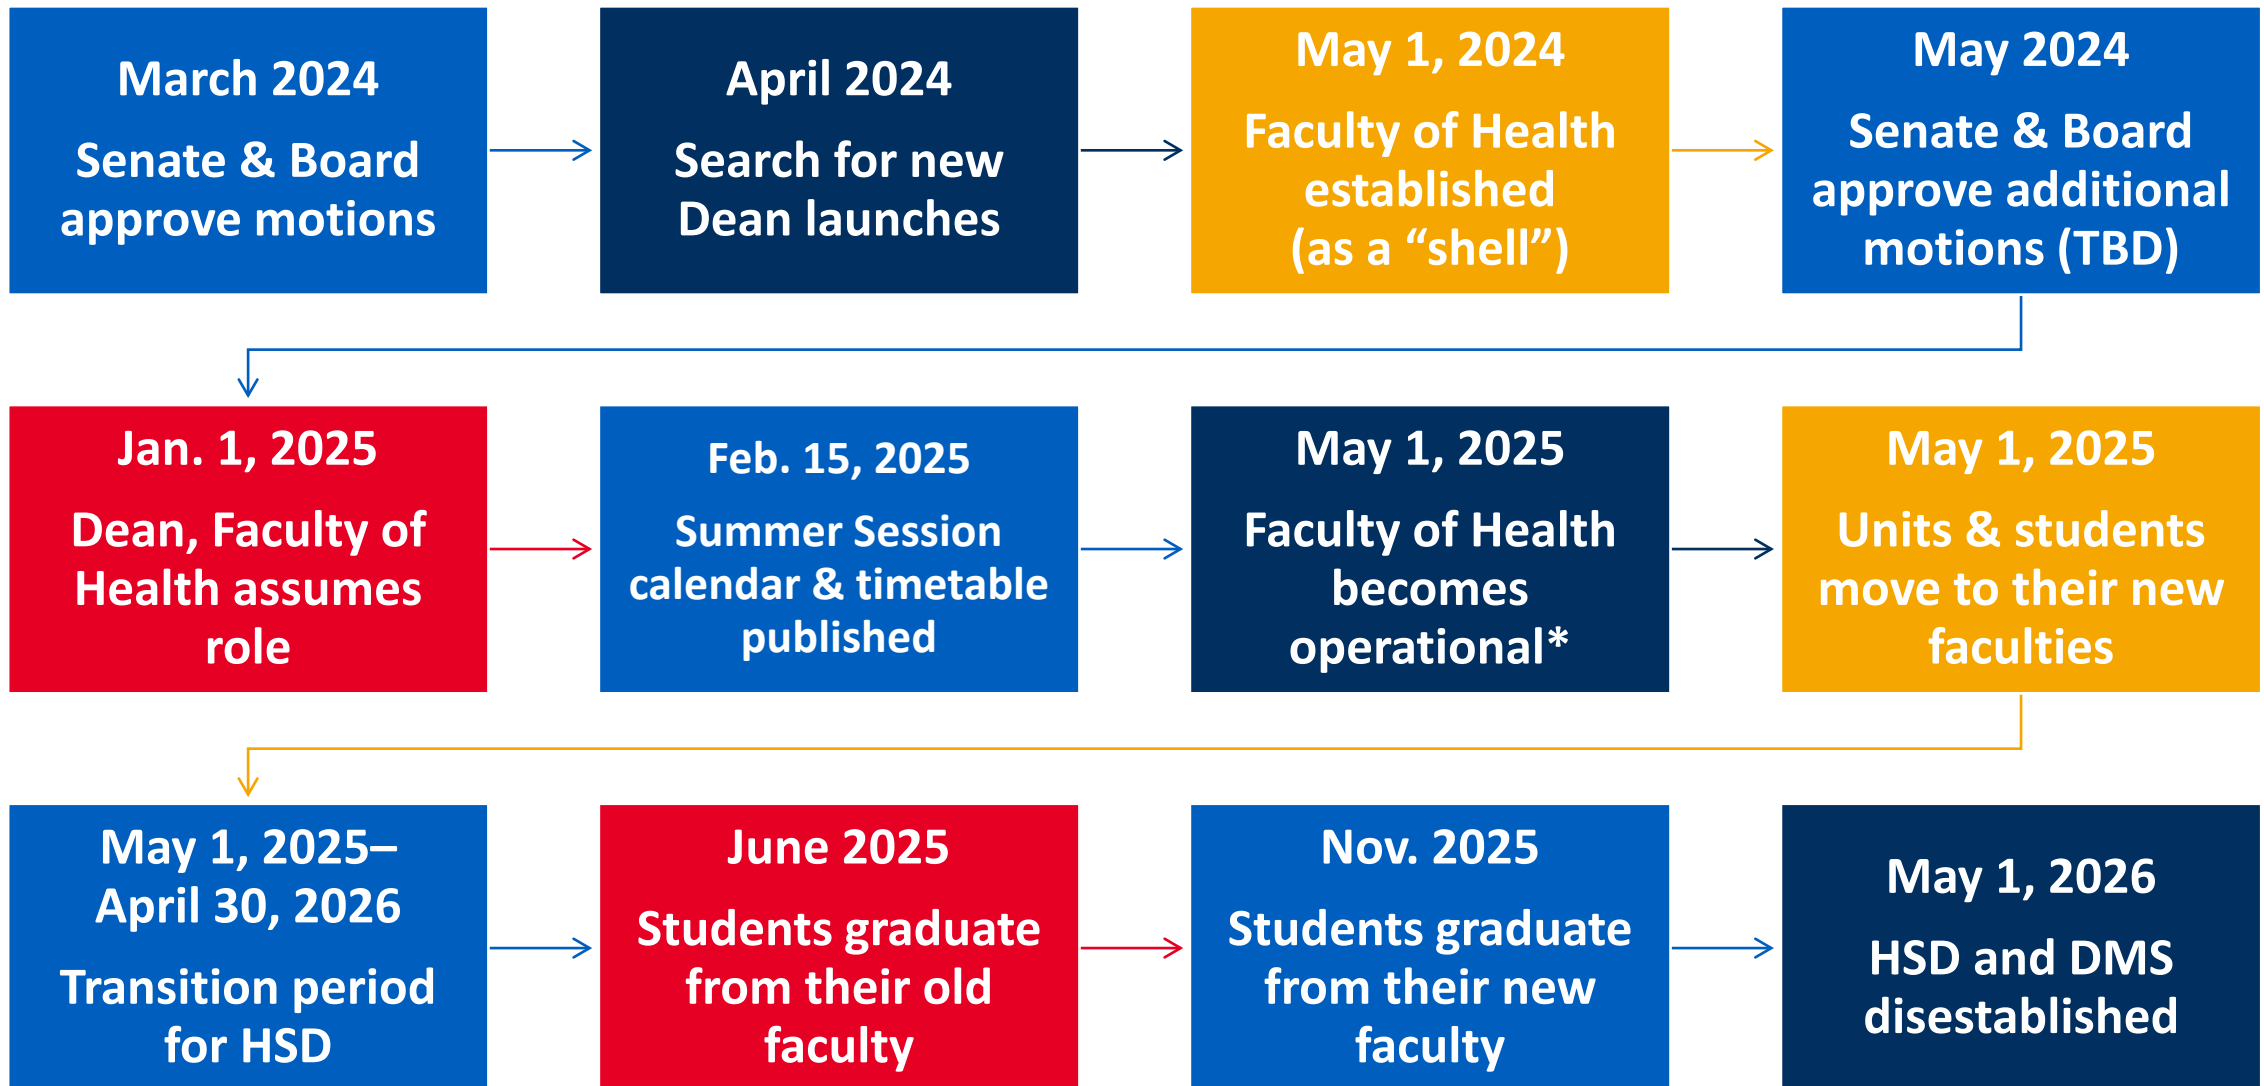 March 2024
Senate & Board
approve motions
April 2024
Search for new
Dean launches
May 1, 2024
Faculty of Health
established
(as a “shell”)
May 2024
Senate & Board
approve additional
motions (TBD)
Jan. 1, 2025
Dean, Faculty of
Health assumes
role
Feb. 15, 2025
Summer Session
calendar & timetable
published
May 1, 2025
Faculty of Health
becomes
operational*
May 1, 2025
Units & students
move to their new
faculties
May 1, 2025–
April 30, 2026
Transition period
for HSD
June 2025
Students graduate
from their old
faculty
Nov. 2025
Students graduate
from their new
faculty
May 1, 2026
HSD and DMS
disestablished